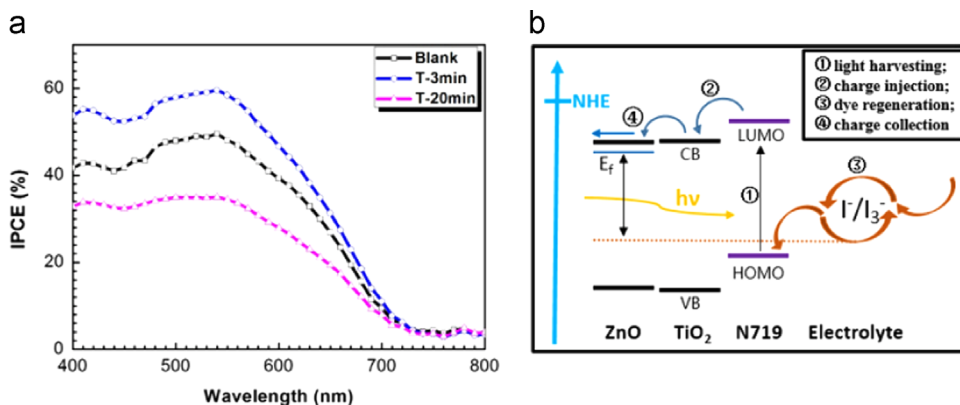 a
Blank
T-3min
T-20min
60
40
20
0
IPCE (%)
400 500 600 700 800
Wavelength (nm)
b
① light harvesting;
② charge injection;
③ dye regeneration;
④ charge collection
NHE
②
④
LUMO
E_f
CB
③
hν
①
I⁻/I₃⁻
HOMO
VB
ZnO TiO₂ N719 Electrolyte